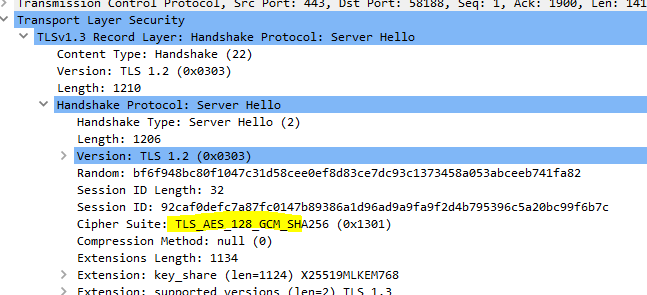 Transmission Control Protocol, Src Port: 443, Dst Port: 58188, Seq: 1, Ack: 1900, Len: 141
Transport Layer Security
TLSv1.3 Record Layer: Handshake Protocol: Server Hello
Content Type: Handshake (22)
Version: TLS 1.2 (0x0303)
Length: 1210
Handshake Protocol: Server Hello
Handshake Type: Server Hello (2)
Length: 1206
Version: TLS 1.2 (0x0303)
Random: bf6f948bc80f1047c31d58cee0ef8d83ce7dc93c1373458a053abceeb741fa82
Session ID Length: 32
Session ID: 92caf0defc7a87fc0147b89386a1d96ad9a9fa9f2d4b795396c5a20bc99f6b7c
Cipher Suite: TLS_AES_128_GCM_SHA256 (0x1301)
Compression Method: null (0)
Extensions Length: 1134
Extension: key_share (len=1124) X25519MLKEM768
Extension: supported_versions (len=2) TLS 1.3